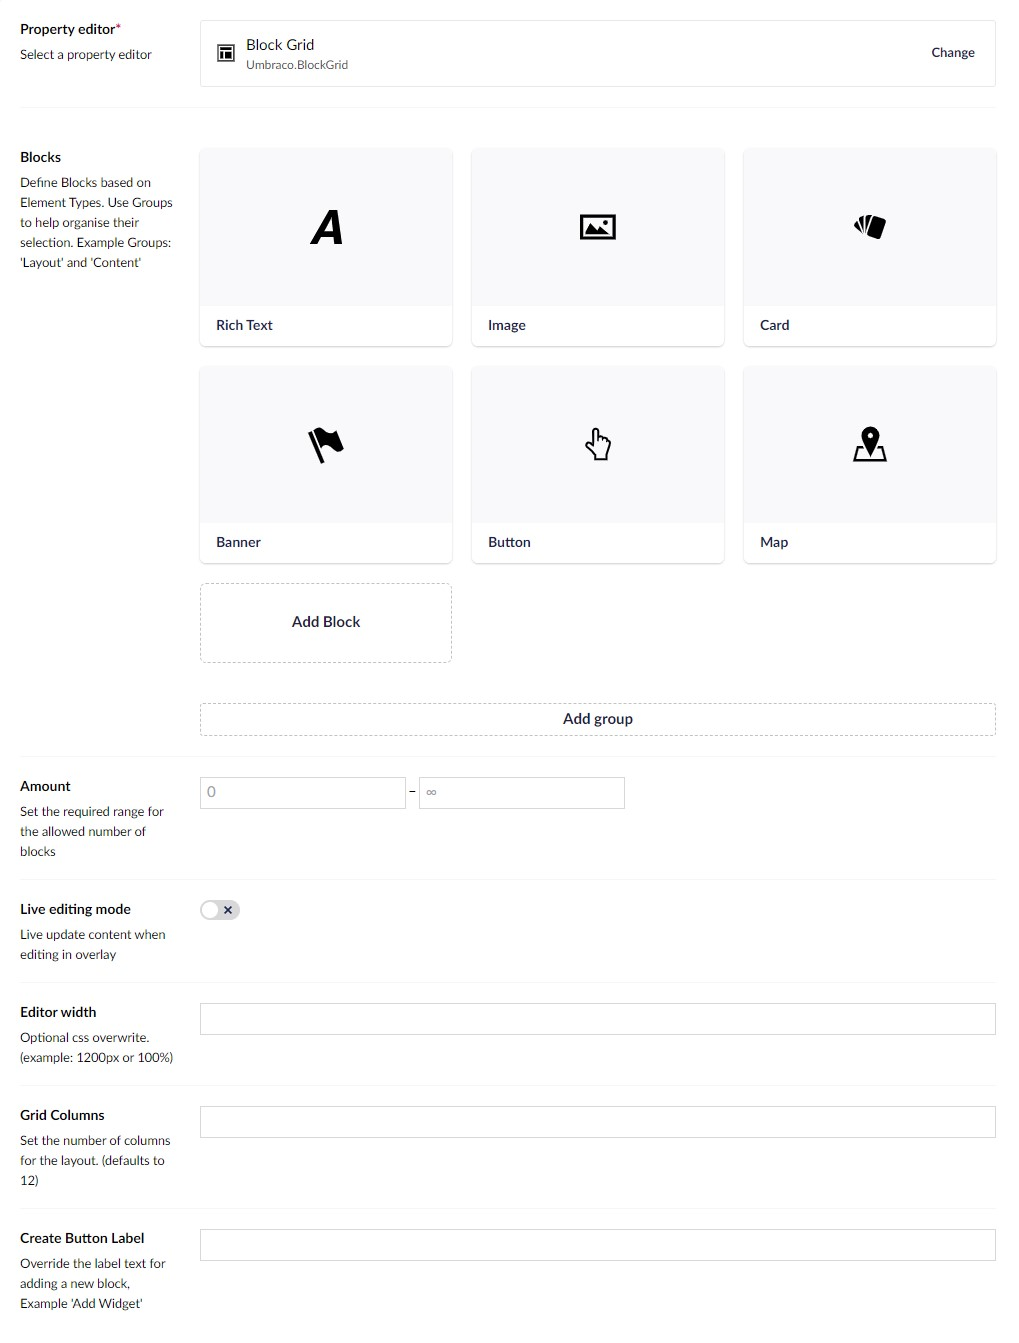 Property editor*
Select a property editor
Block Grid
Umbraco.BlockGrid
Change
Blocks
Define Blocks based on
Element Types. Use Groups
to help organise their
selection. Example Groups:
'Layout' and 'Content'
Rich Text
Image
Card
Banner
Button
Map
Add Block
Add group
Amount
Set the required range for
the allowed number of
blocks
0 – ∞
Live editing mode
Live update content when
editing in overlay
Editor width
Optional css overwrite.
(example: 1200px or 100%)
Grid Columns
Set the number of columns
for the layout. (defaults to
12)
Create Button Label
Override the label text for
adding a new block,
Example 'Add Widget'